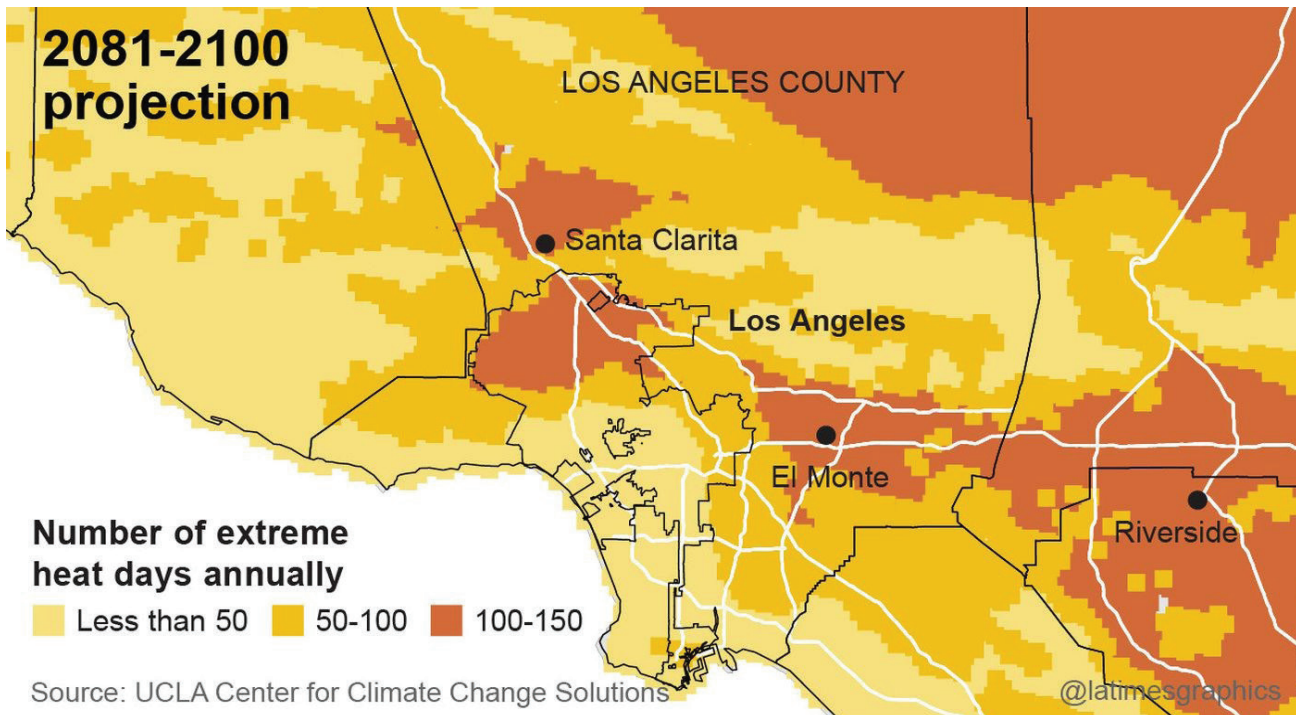 2081-2100
projection
LOS ANGELES COUNTY
Santa Clarita
Los Angeles
El Monte
Riverside
Number of extreme
heat days annually
Less than 50
50-100
100-150
Source: UCLA Center for Climate Change Solutions
@latimesgraphics